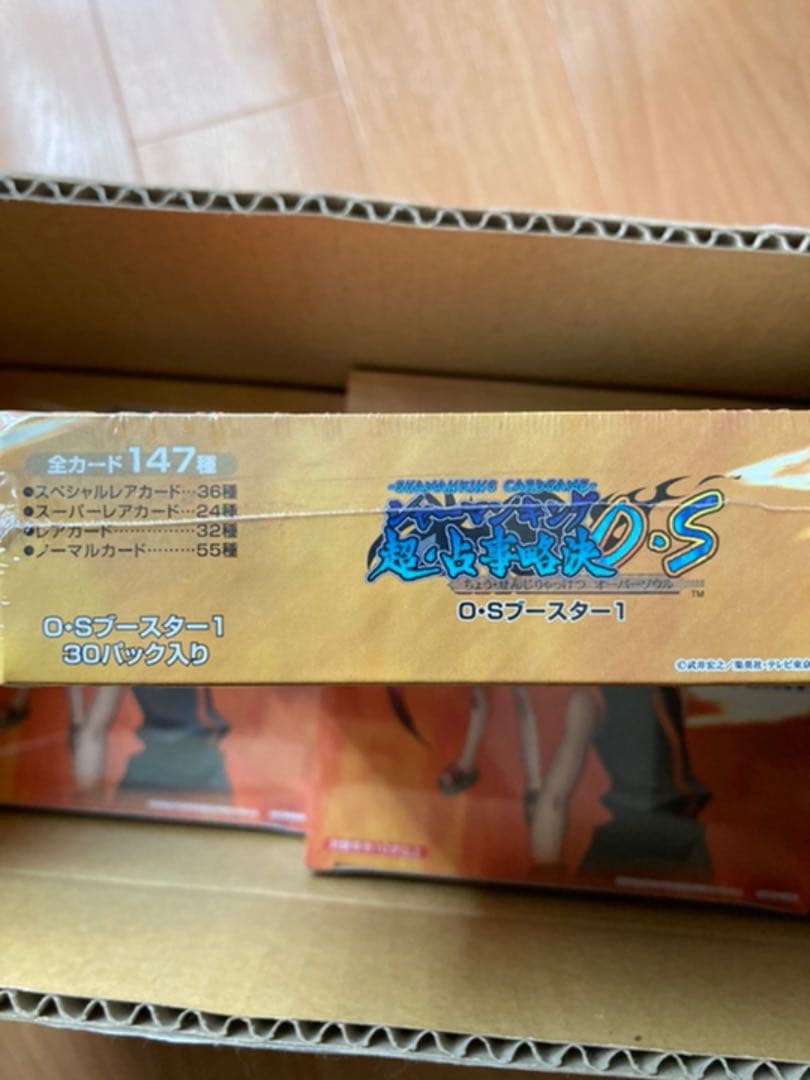 全カード147種
●スペシャルレアカード…36種
●スーパーレアカード…24種
●レアカード……………32種
●ノーマルカード………55種
O・Sブースター1
30パック入り
-SHAMANKING CARDGAME-
シャーマンキング
超・占事略決 O・S
ちょう・せんじりゃっけつ オーバーソウル
TM
O・Sブースター1
©武井宏之/集英社・テレビ東京